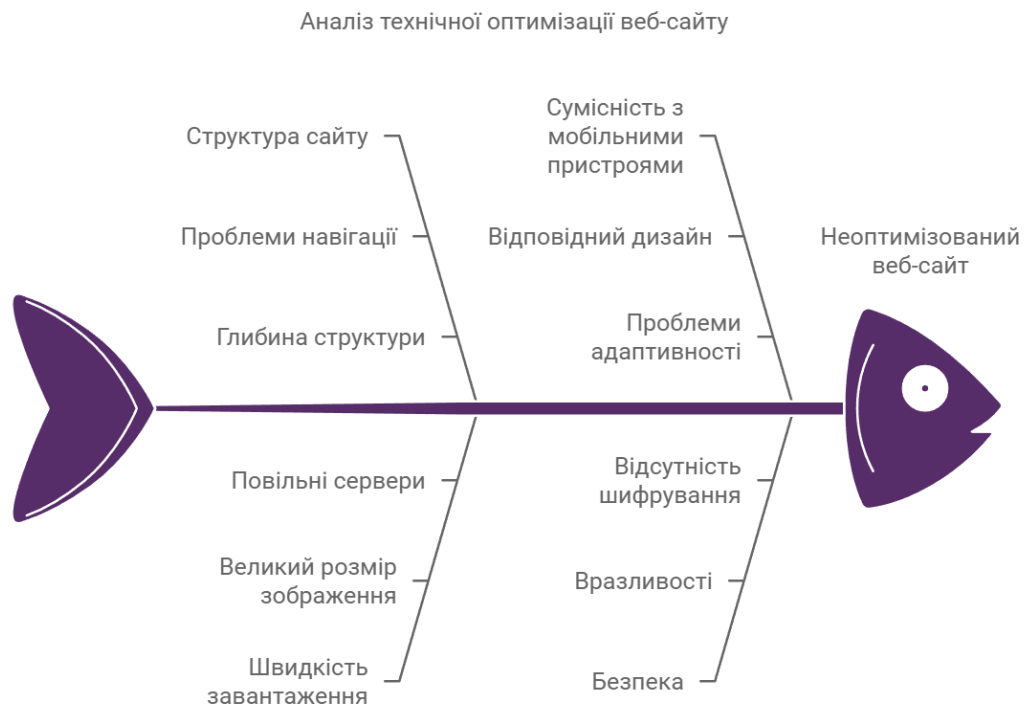 Аналіз технічної оптимізації веб-сайту
Структура сайту
Проблеми навігації
Глибина структури
Сумісність з
мобільними
пристроями
Відповідний дизайн
Проблеми
адаптивності
Неоптимізований
веб-сайт
Повільні сервери
Великий розмір
зображення
Швидкість
завантаження
Відсутність
шифрування
Вразливості
Безпека